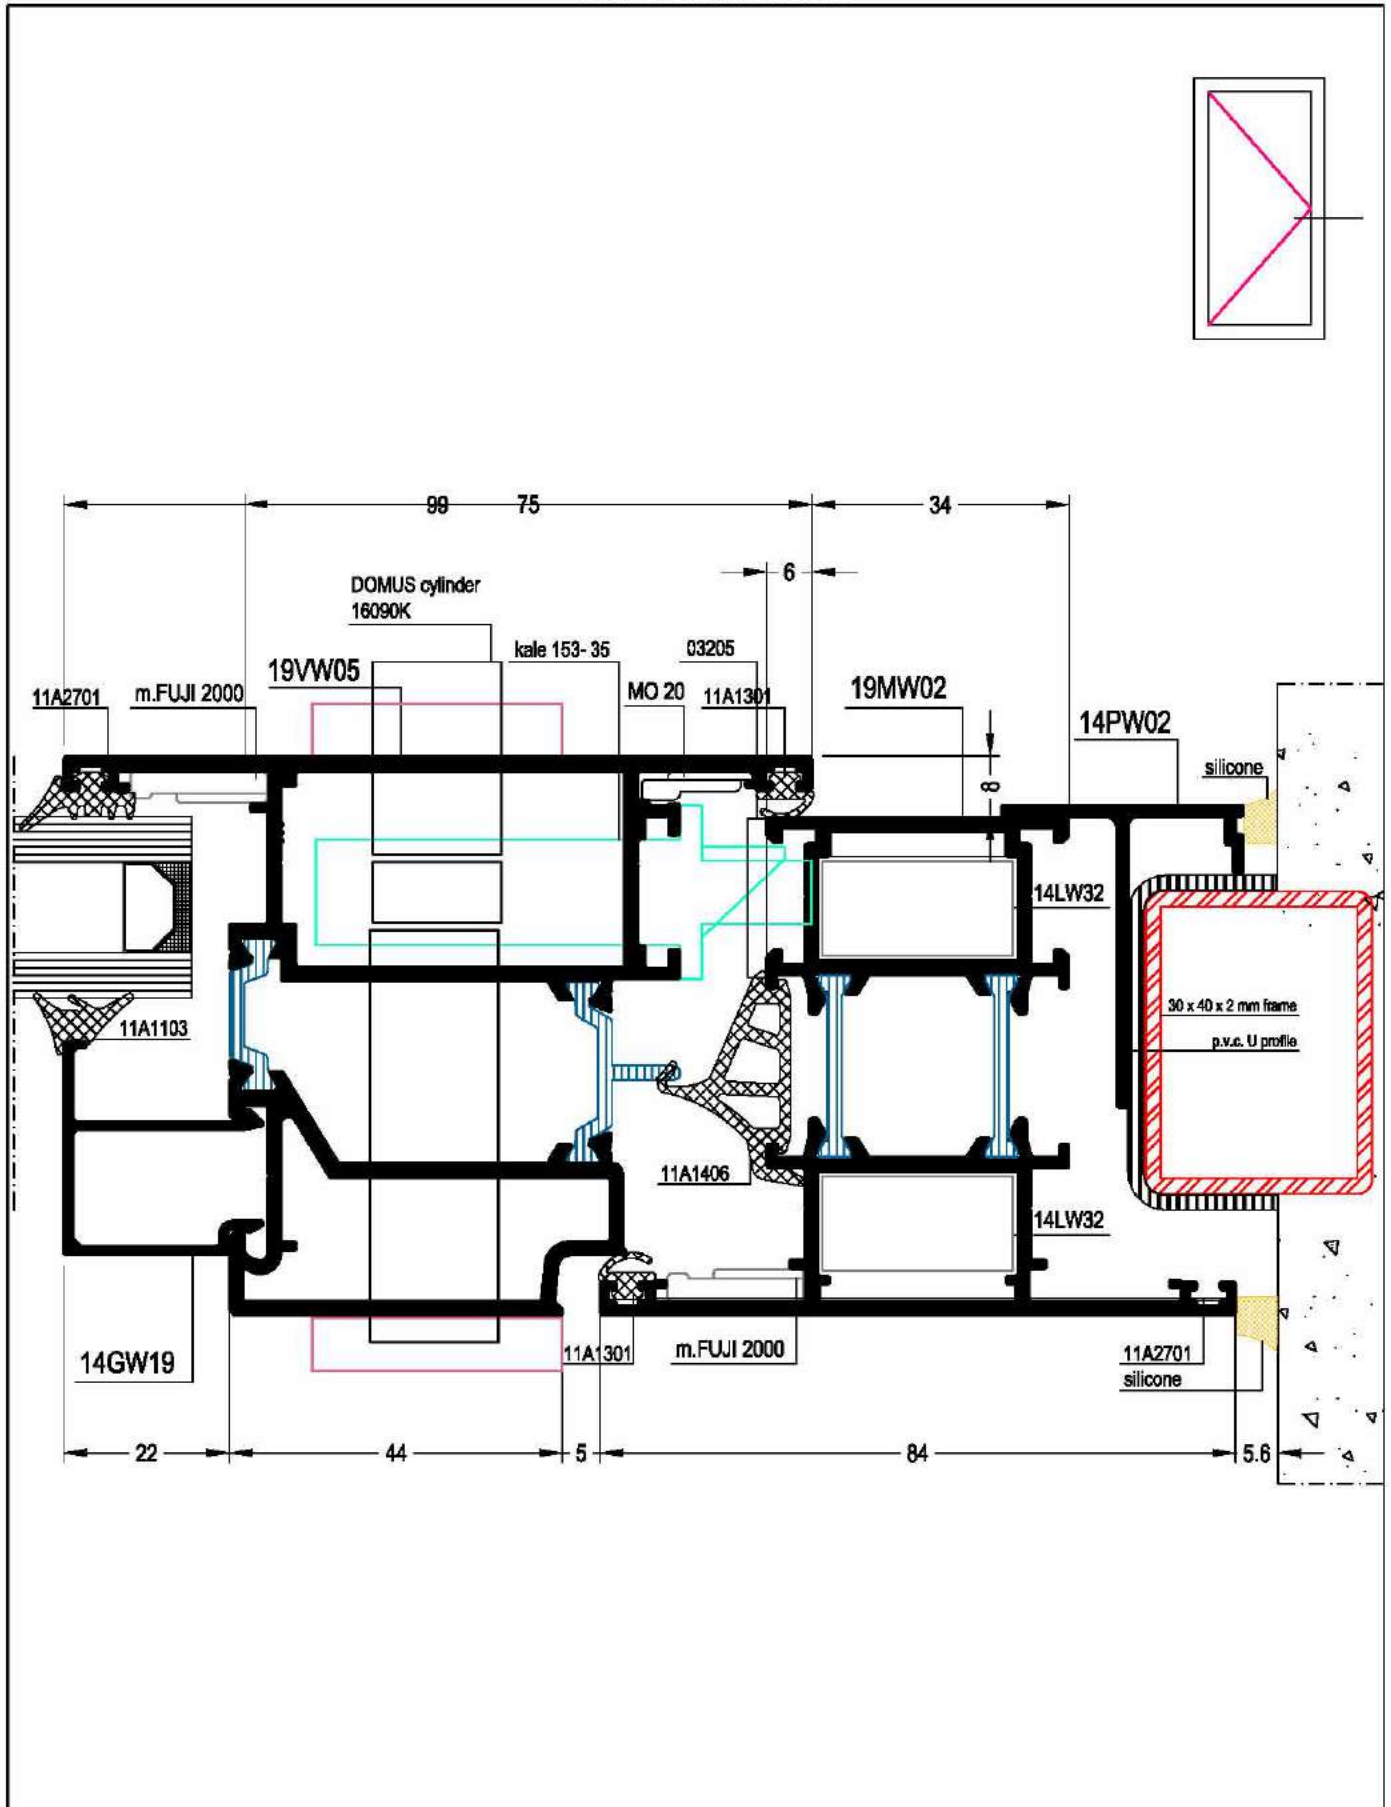 99
75
34
6
DOMUS cylinder
16090K
kale 153- 35
03205
19VW05
11A2701
m.FUJI 2000
MO 20
11A1301
19MW02
14PW02
silicone
8
14LW32
30 x 40 x 2 mm frame
p.v.c. U profile
11A1103
11A1406
14LW32
14GW19
11A1301
m.FUJI 2000
11A2701
silicone
22
44
5
84
5.6